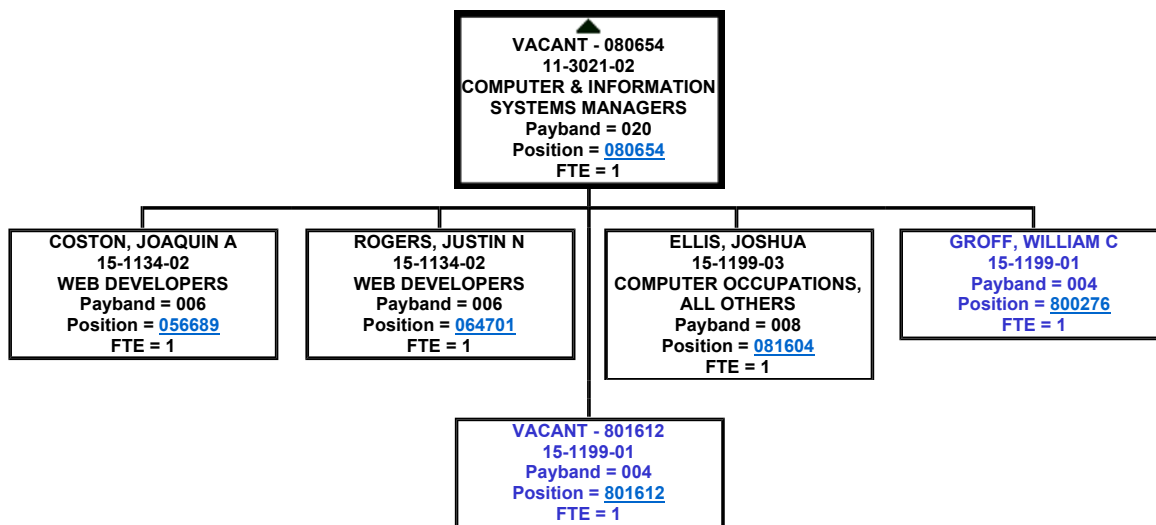 VACANT - 080654
11-3021-02
COMPUTER & INFORMATION
SYSTEMS MANAGERS
Payband = 020
Position = 080654
FTE = 1
COSTON, JOAQUIN A
15-1134-02
WEB DEVELOPERS
Payband = 006
Position = 056689
FTE = 1
ROGERS, JUSTIN N
15-1134-02
WEB DEVELOPERS
Payband = 006
Position = 064701
FTE = 1
ELLIS, JOSHUA
15-1199-03
COMPUTER OCCUPATIONS,
ALL OTHERS
Payband = 008
Position = 081604
FTE = 1
GROFF, WILLIAM C
15-1199-01
Payband = 004
Position = 800276
FTE = 1
VACANT - 801612
15-1199-01
Payband = 004
Position = 801612
FTE = 1